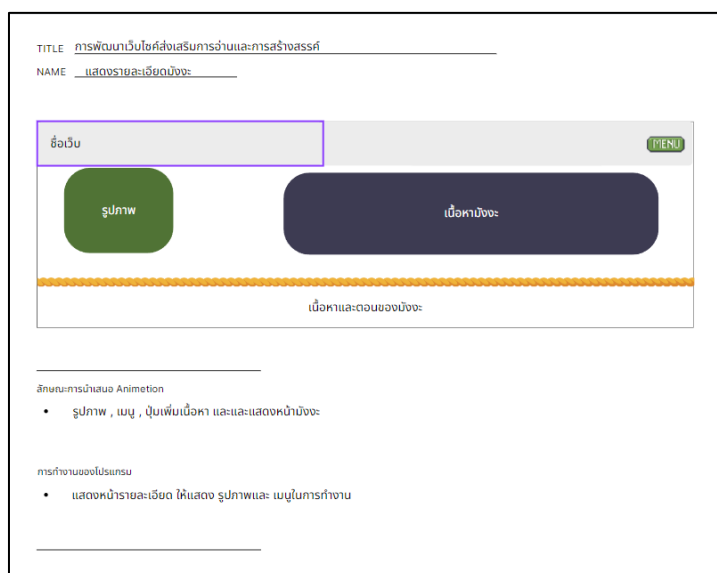 TITLE การพัฒนาเว็บไซค์ส่งเสริมการอ่านและการสร้างสรรค์
NAME แสดงรายละเอียดมังงะ
ชื่อเว็บ
MENU
รูปภาพ
เนื้อหามังงะ
เนื้อหาและตอนของมังงะ
ลักษณะการนำเสนอ Animetion
• รูปภาพ , เมนู , ปุ่มเพิ่มเนื้อหา และและแสดงหน้ามังงะ
การทำงานของโปรแกรม
• แสดงหน้ารายละเอียด ให้แสดง รูปภาพและ เมนูในการทำงาน